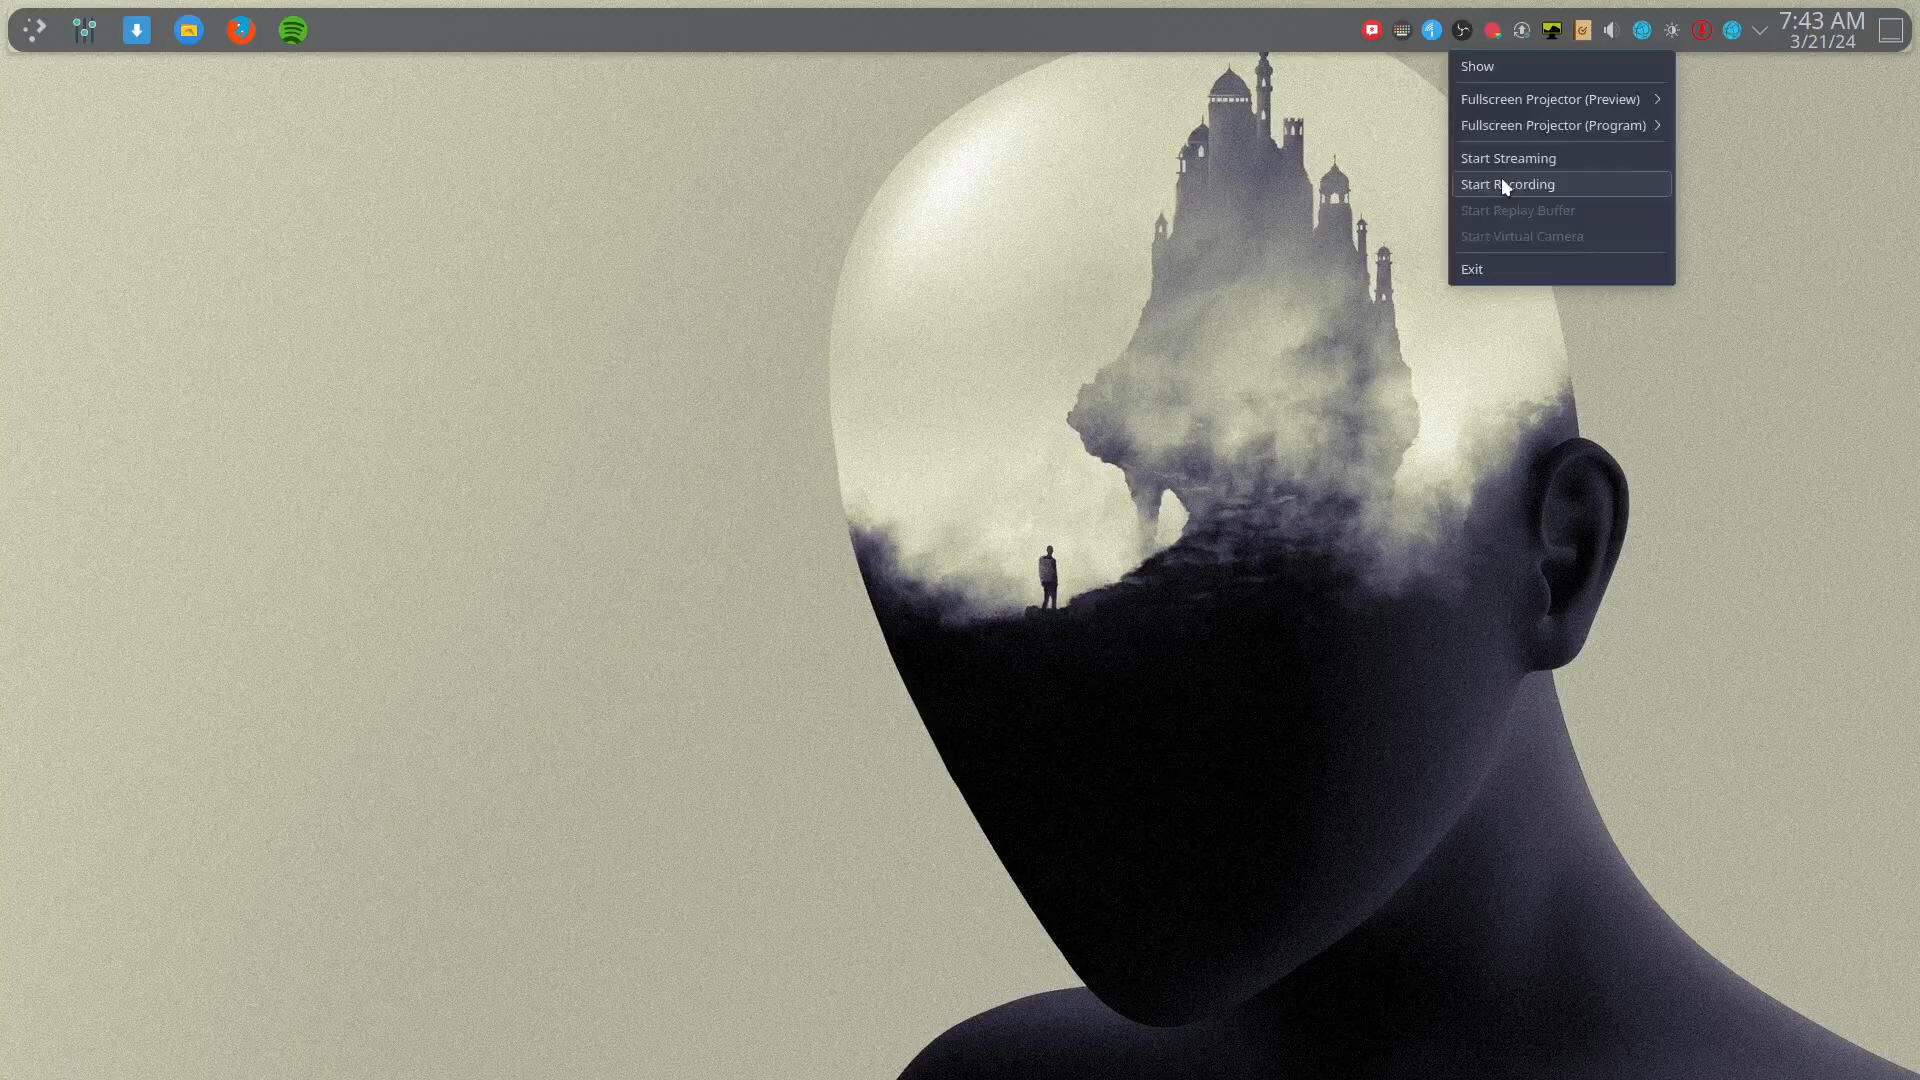 7:43 AM
3/21/24
Show
Fullscreen Projector (Preview)
Fullscreen Projector (Program)
Start Streaming
Start Recording
Start Replay Buffer
Start Virtual Camera
Exit